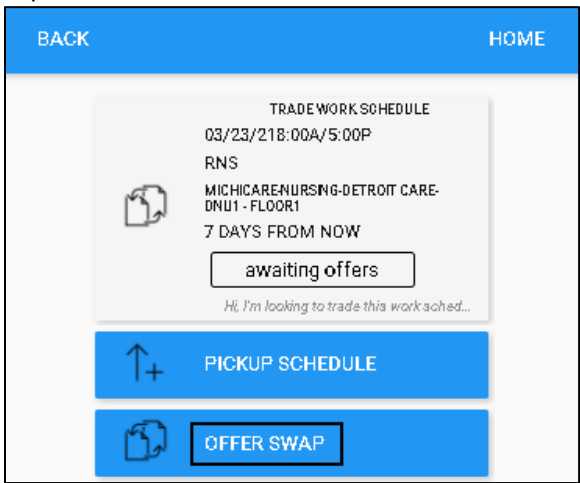 BACK HOME
TRADE WORK SCHEDULE
03/23/218:00A/5:00P
RNS
MICHICARE-NURSING-DETROIT CARE-
DNU1 - FLOOR1
7 DAYS FROM NOW
awaiting offers
Hi, I'm looking to trade this work sched...
PICKUP SCHEDULE
OFFER SWAP